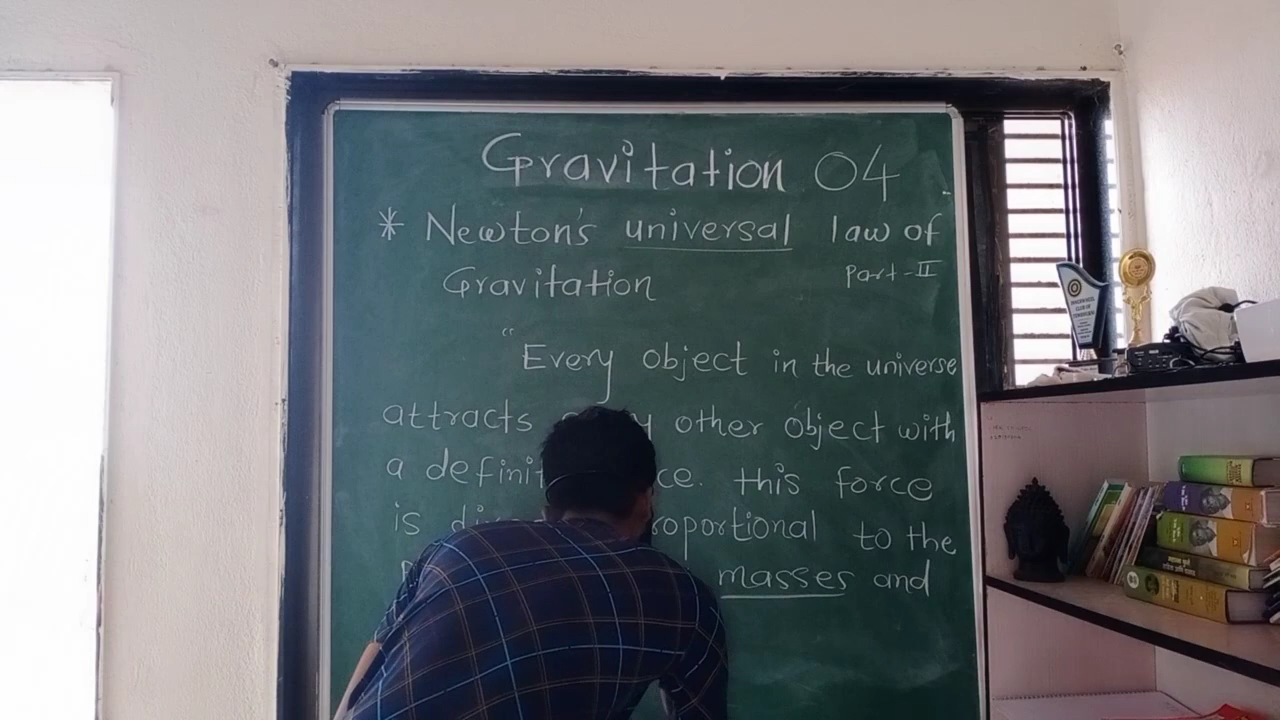 Gravitation 04
* Newton's universal law of
Gravitation Part-II
"Every object in the universe
attracts other object with
a definit ce. this force
is roportional to the
masses and